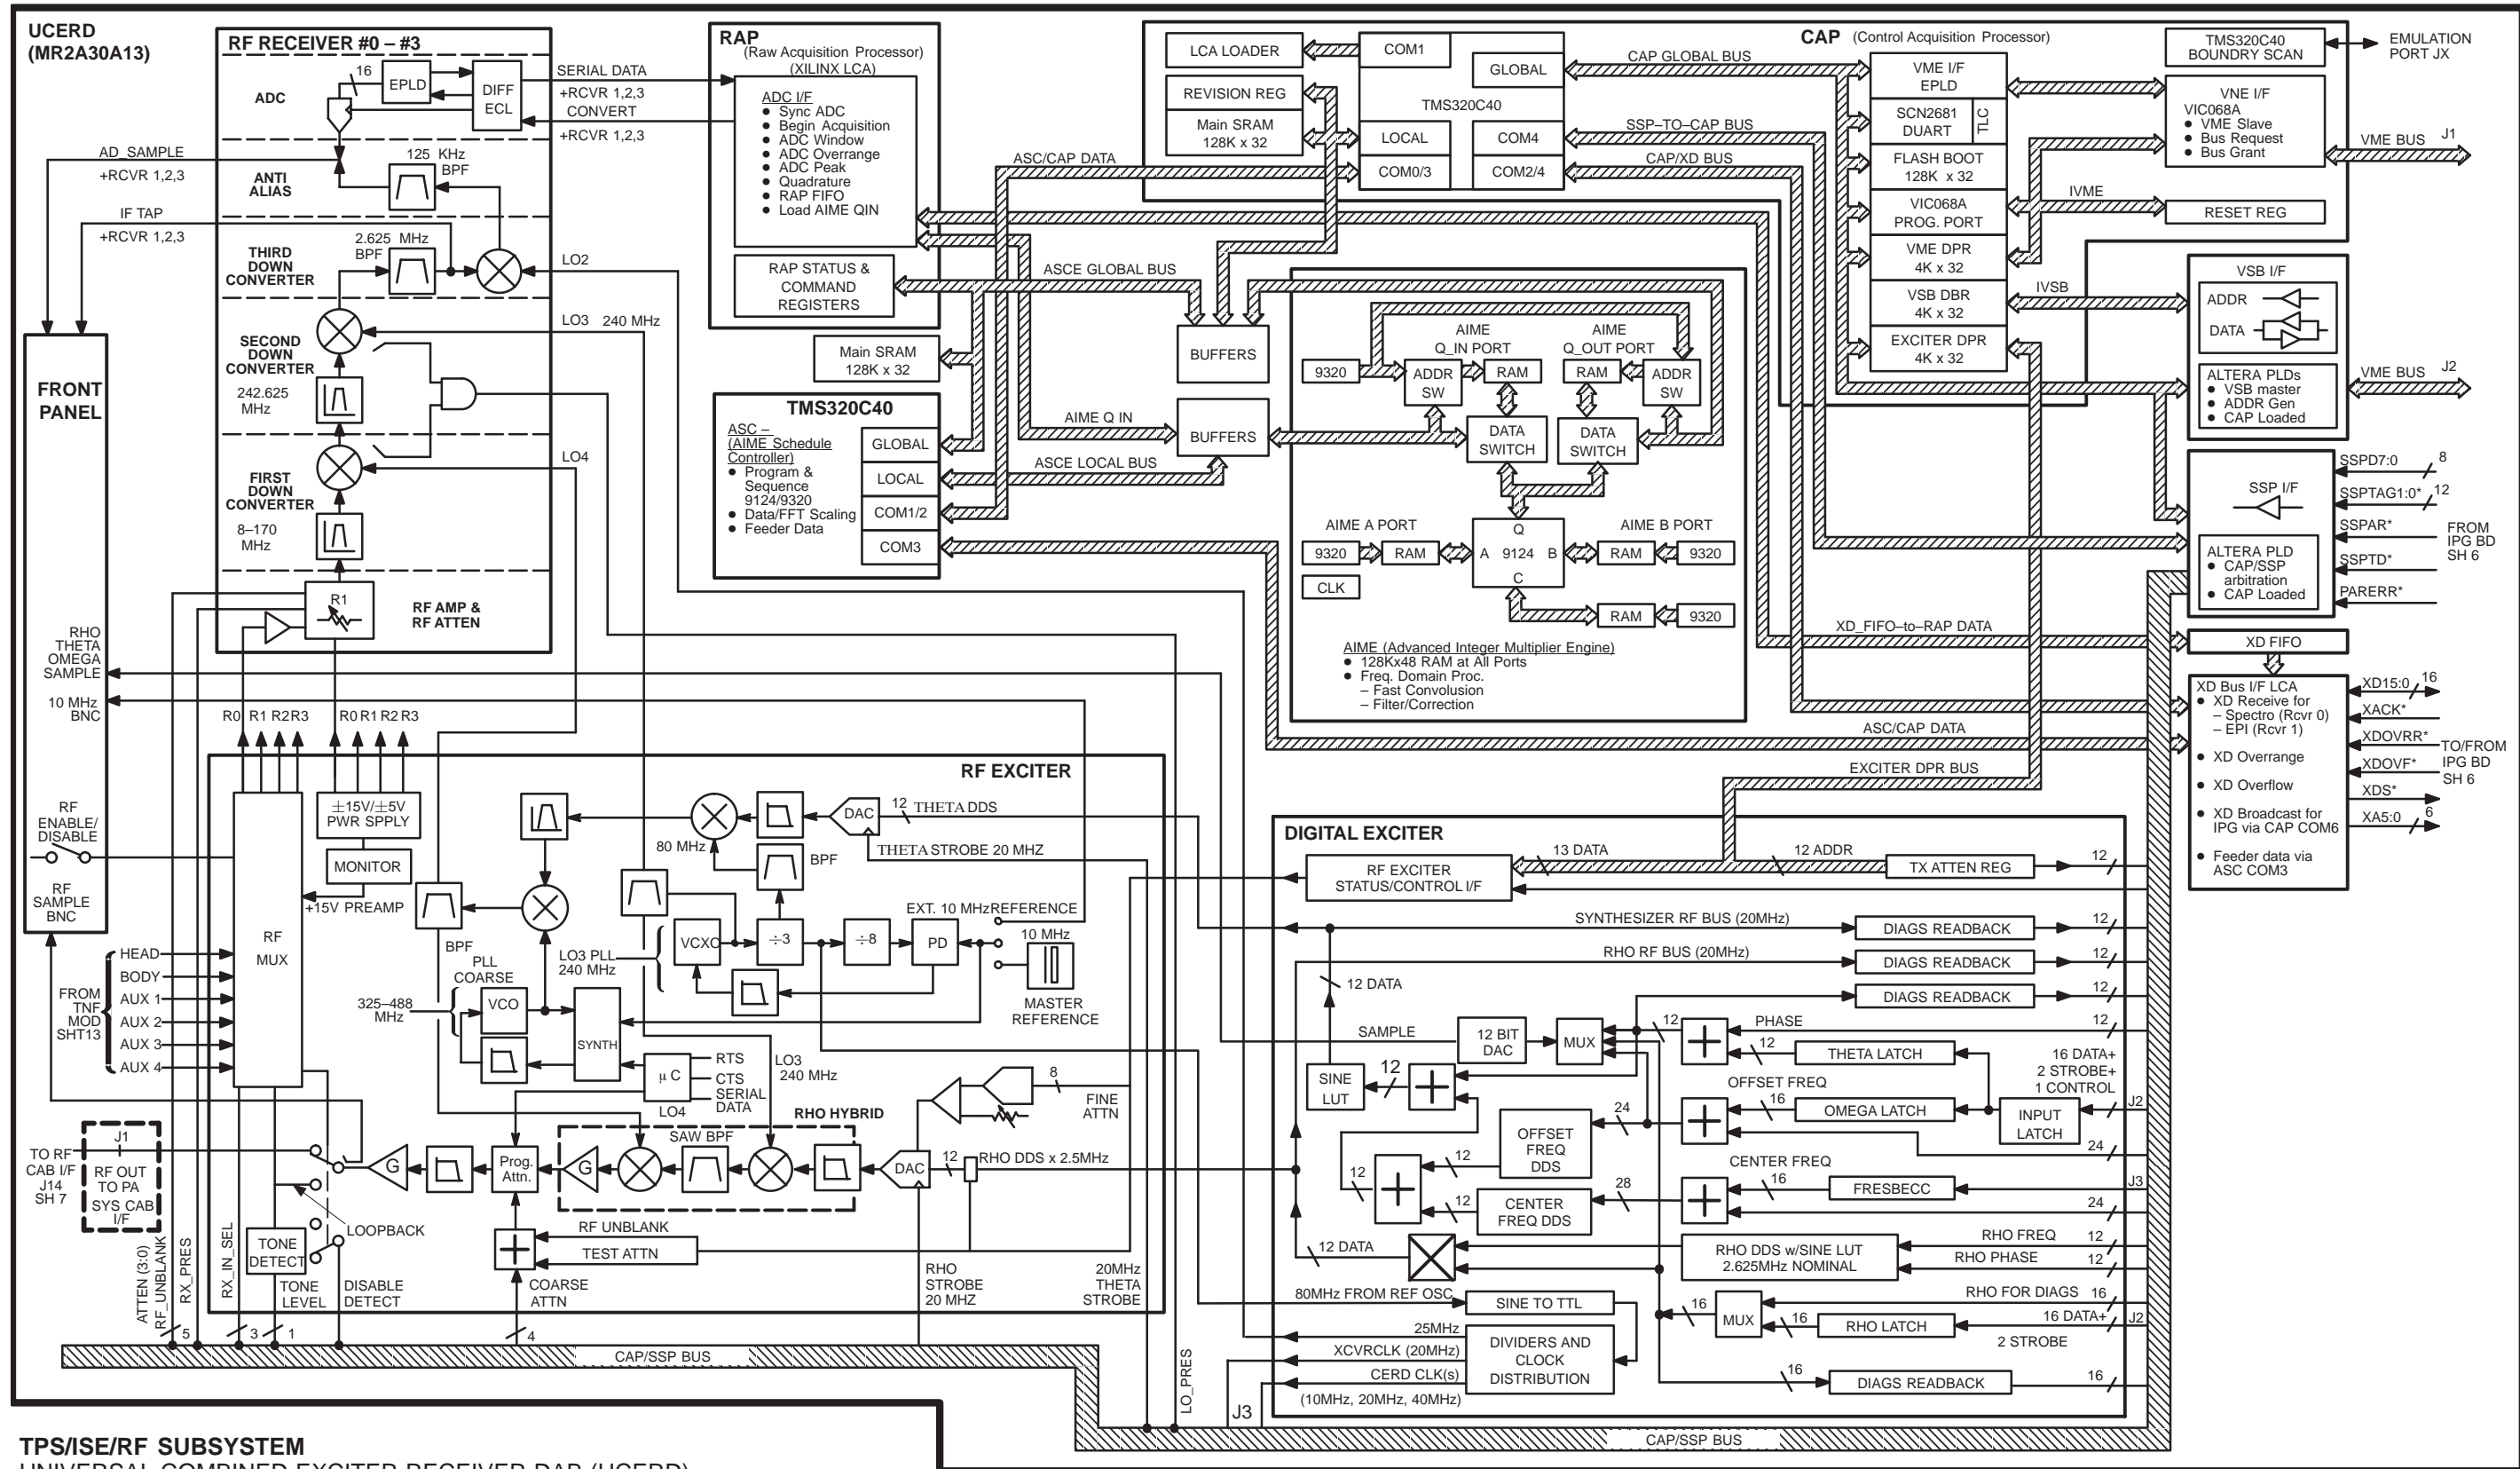 UCERD
(MR2A30A13)
RF RECEIVER #0 – #3
ADC
16
EPLD
DIFF
ECL
SERIAL DATA
+RCVR 1,2,3
CONVERT
+RCVR 1,2,3
AD_SAMPLE
+RCVR 1,2,3
ANTI
ALIAS
125 KHz
BPF
IF TAP
+RCVR 1,2,3
THIRD
DOWN
CONVERTER
2.625 MHz
BPF
LO2
SECOND
DOWN
CONVERTER
242.625
MHz
LO3 240 MHz
FIRST
DOWN
CONVERTER
8–170
MHz
LO4
R1
RF AMP &
RF ATTEN
FRONT
PANEL
RHO
THETA
OMEGA
SAMPLE
10 MHz
BNC
RF
ENABLE/
DISABLE
RF
SAMPLE
BNC
RAP
(Raw Acquisition Processor)
(XILINX LCA)
ADC I/F
● Sync ADC
● Begin Acquisition
● ADC Window
● ADC Overrange
● ADC Peak
● Quadrature
● RAP FIFO
● Load AIME QIN
RAP STATUS &
COMMAND
REGISTERS
Main SRAM
128K x 32
TMS320C40
ASC –
(AIME Schedule
Controller)
● Program &
Sequence
9124/9320
● Data/FFT Scaling
● Feeder Data
GLOBAL
LOCAL
COM1/2
COM3
ASC/CAP DATA
ASCE GLOBAL BUS
AIME Q IN
ASCE LOCAL BUS
BUFFERS
BUFFERS
CAP (Control Acquisition Processor)
LCA LOADER
REVISION REG
Main SRAM
128K x 32
COM1
GLOBAL
TMS320C40
LOCAL
COM4
COM0/3
COM2/4
CAP GLOBAL BUS
SSP–TO–CAP BUS
CAP/XD BUS
VME I/F
EPLD
SCN2681
DUART
TLC
FLASH BOOT
128K x 32
VIC068A
PROG. PORT
VME DPR
4K x 32
VSB DBR
4K x 32
EXCITER DPR
4K x 32
TMS320C40
BOUNDRY SCAN
EMULATION
PORT JX
VNE I/F
VIC068A
● VME Slave
● Bus Request
● Bus Grant
VME BUS J1
IVME
RESET REG
IVSB
VSB I/F
ADDR
DATA
ALTERA PLDs
● VSB master
● ADDR Gen
● CAP Loaded
VME BUS J2
SSP I/F
ALTERA PLD
● CAP/SSP
arbitration
● CAP Loaded
SSPD7:0 8
SSPTAG1:0* 12
SSPAR*
SSPTD*
PARERR*
FROM
IPG BD
SH 6
XD FIFO
XD Bus I/F LCA
● XD Receive for
– Spectro (Rcvr 0)
– EPI (Rcvr 1)
● XD Overrange
● XD Overflow
● XD Broadcast for
IPG via CAP COM6
● Feeder data via
ASC COM3
XD15:0 16
XACK*
XDOVRR*
XDOVF*
XDS*
XA5:0 6
TO/FROM
IPG BD
SH 6
AIME
Q_IN PORT
AIME
Q_OUT PORT
9320
ADDR
SW
RAM
RAM
ADDR
SW
DATA
SWITCH
DATA
SWITCH
AIME A PORT
AIME B PORT
9320
RAM
Q
A 9124 B
C
RAM
9320
CLK
RAM
9320
AIME (Advanced Integer Multiplier Engine)
● 128Kx48 RAM at All Ports
● Freq. Domain Proc.
– Fast Convolusion
– Filter/Correction
XD_FIFO–to–RAP DATA
ASC/CAP DATA
EXCITER DPR BUS
R0 R1 R2 R3
R0 R1 R2 R3
RF EXCITER
±15V/±5V
PWR SPPLY
MONITOR
+15V PREAMP
RF
MUX
FROM
TNF
MOD
SHT13
HEAD
BODY
AUX 1
AUX 2
AUX 3
AUX 4
80 MHz
BPF
DAC
12 THETA DDS
THETA STROBE 20 MHZ
BPF
PLL
COARSE
325–488
MHz
VCO
SYNTH
LO3 PLL
240 MHz
VCXO
÷3
÷8
PD
EXT. 10 MHz REFERENCE
10 MHz
MASTER
REFERENCE
µ C
RTS
CTS
SERIAL
DATA
LO4
LO3
240 MHz
RHO HYBRID
SAW BPF
8
FINE
ATTN
G
Prog.
Attn.
G
DAC
12
RHO DDS x 2.5MHz
J1
TO RF
CAB I/F
J14
SH 7
RF OUT
TO PA
SYS CAB
I/F
LOOPBACK
TONE
DETECT
TONE
LEVEL
DISABLE
DETECT
RF UNBLANK
TEST ATTN
COARSE
ATTN
RHO
STROBE
20 MHZ
20MHz
THETA
STROBE
ATTEN (3:0)
RF_UNBLANK
RX_PRES
RX_IN_SEL
5
3
1
4
CAP/SSP BUS
LO_PRES
J3
DIGITAL EXCITER
RF EXCITER
STATUS/CONTROL I/F
13 DATA
12 ADDR
TX ATTEN REG
12
SYNTHESIZER RF BUS (20MHz)
DIAGS READBACK
12
RHO RF BUS (20MHz)
DIAGS READBACK
12
12 DATA
DIAGS READBACK
12
SAMPLE
12 BIT
DAC
MUX
12
PHASE
12
12
THETA LATCH
16 DATA+
2 STROBE+
1 CONTROL
SINE
LUT
12
OFFSET FREQ
OFFSET
FREQ
DDS
24
16
OMEGA LATCH
INPUT
LATCH
J2
24
CENTER FREQ
12
12
12
CENTER
FREQ DDS
28
16
FRESBECC
J3
24
12 DATA
RHO DDS w/SINE LUT
2.625MHz NOMINAL
RHO FREQ 12
RHO PHASE 12
80MHz FROM REF OSC
SINE TO TTL
16
MUX
RHO FOR DIAGS 16
16
RHO LATCH
16 DATA+ J2
2 STROBE
25MHz
XCVRCLK (20MHz)
CERD CLK(s)
(10MHz, 20MHz, 40MHz)
DIVIDERS AND
CLOCK
DISTRIBUTION
16
DIAGS READBACK
16
CAP/SSP BUS
TPS/ISE/RF SUBSYSTEM
UNIVERSAL COMBINED EXCITER RECEIVER DAB (UCERD)